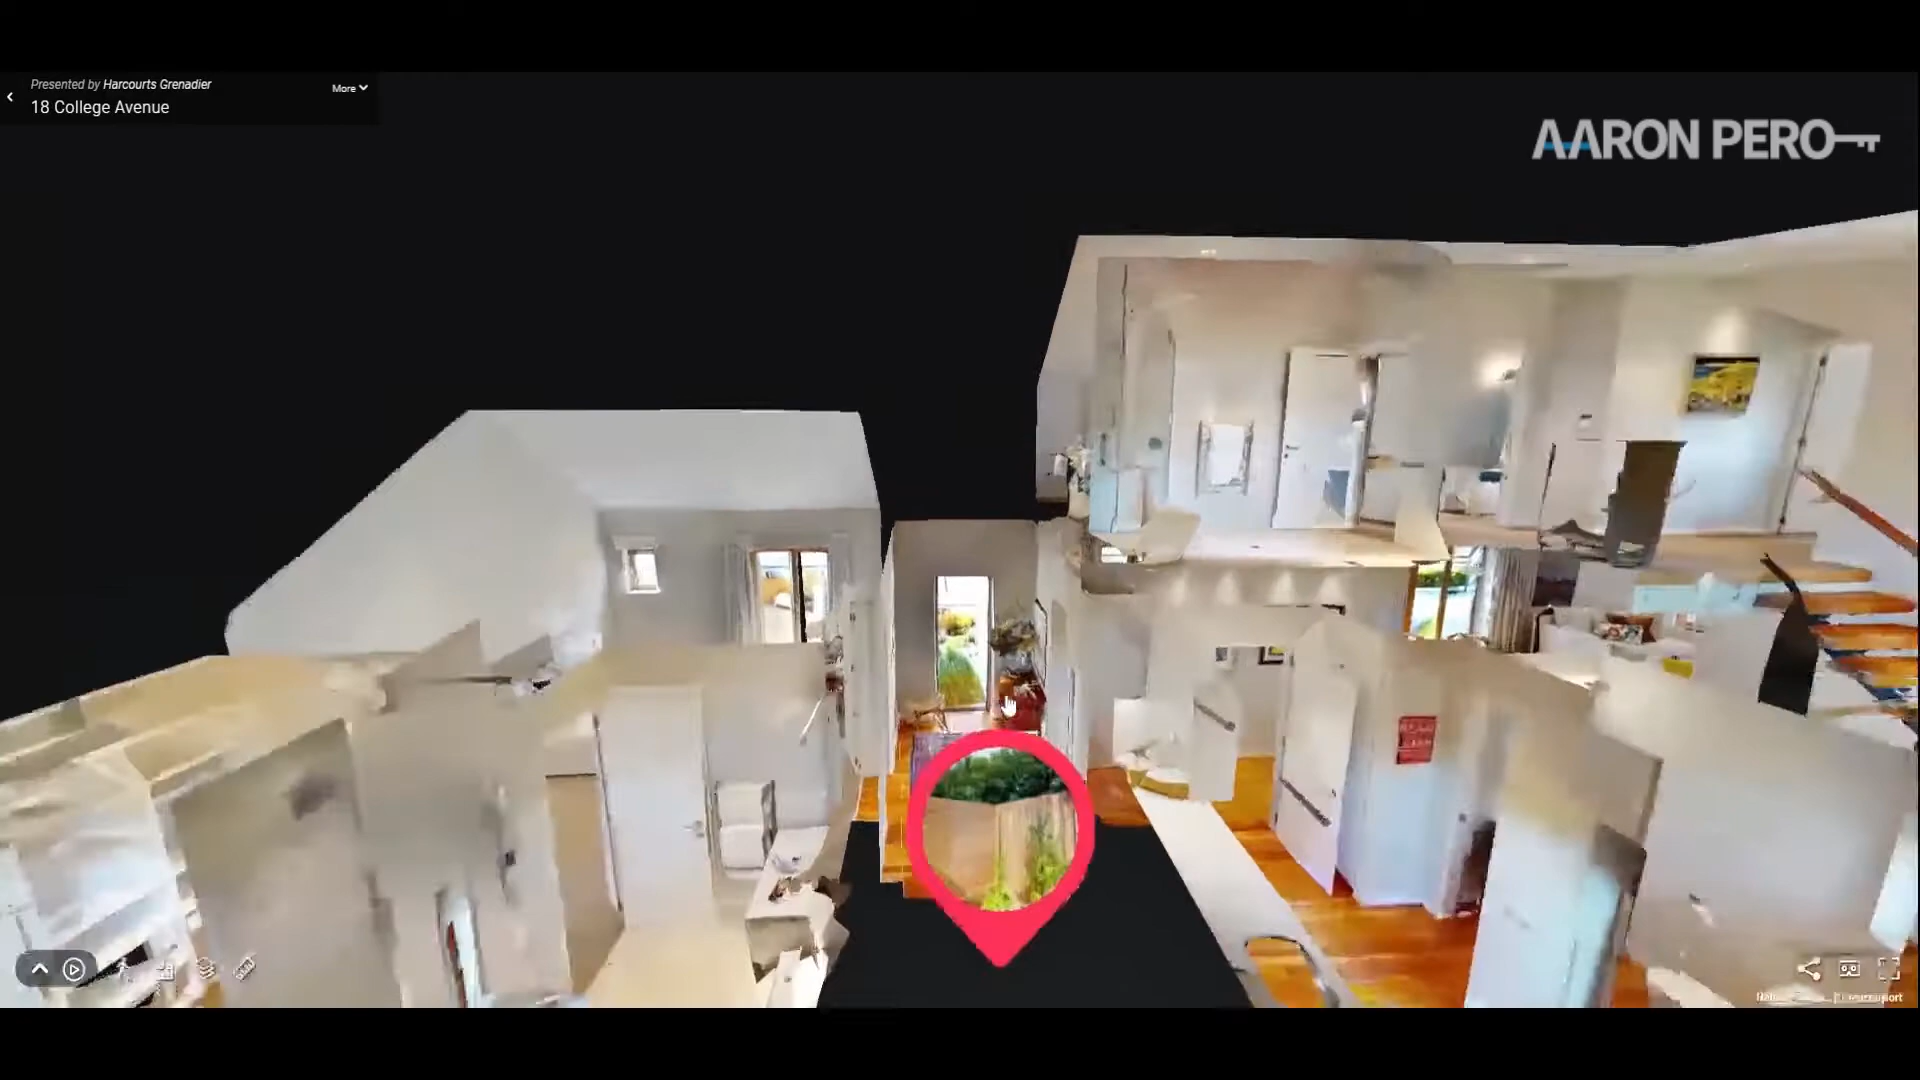 Presented by Harcourts Grenadier
18 College Avenue
More
AARON PERO